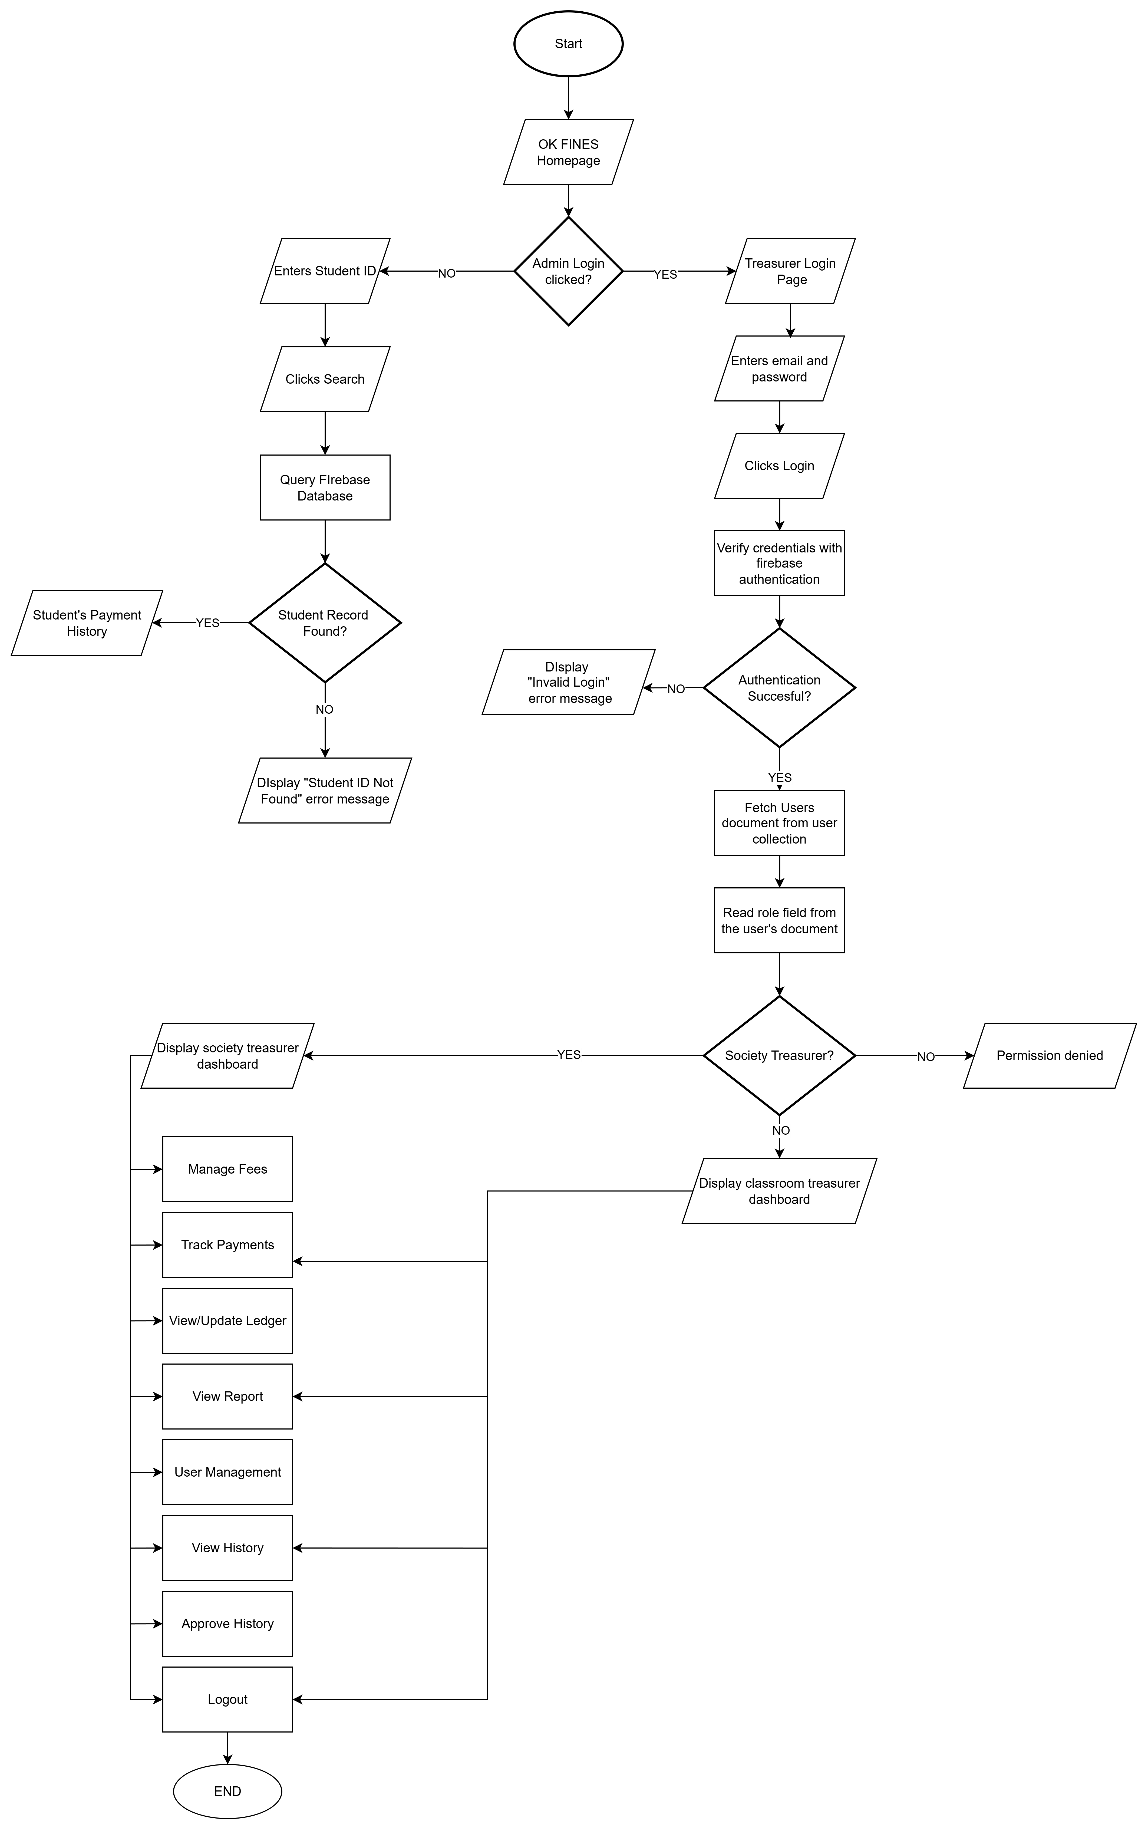 Start
OK FINES
Homepage
Admin Login
clicked?
NO
YES
Enters Student ID
Treasurer Login
Page
Clicks Search
Enters email and
password
Clicks Login
Query FIrebase
Database
Verify credentials with
firebase
authentication
Student Record
Found?
YES
Student's Payment
History
NO
DIsplay "Student ID Not
Found" error message
Authentication
Succesful?
NO
DIsplay
"Invalid Login"
error message
YES
Fetch Users
document from user
collection
Read role field from
the user's document
Society Treasurer?
YES
NO
Display society treasurer
dashboard
Permission denied
NO
Display classroom treasurer
dashboard
Manage Fees
Track Payments
View/Update Ledger
View Report
User Management
View History
Approve History
Logout
END